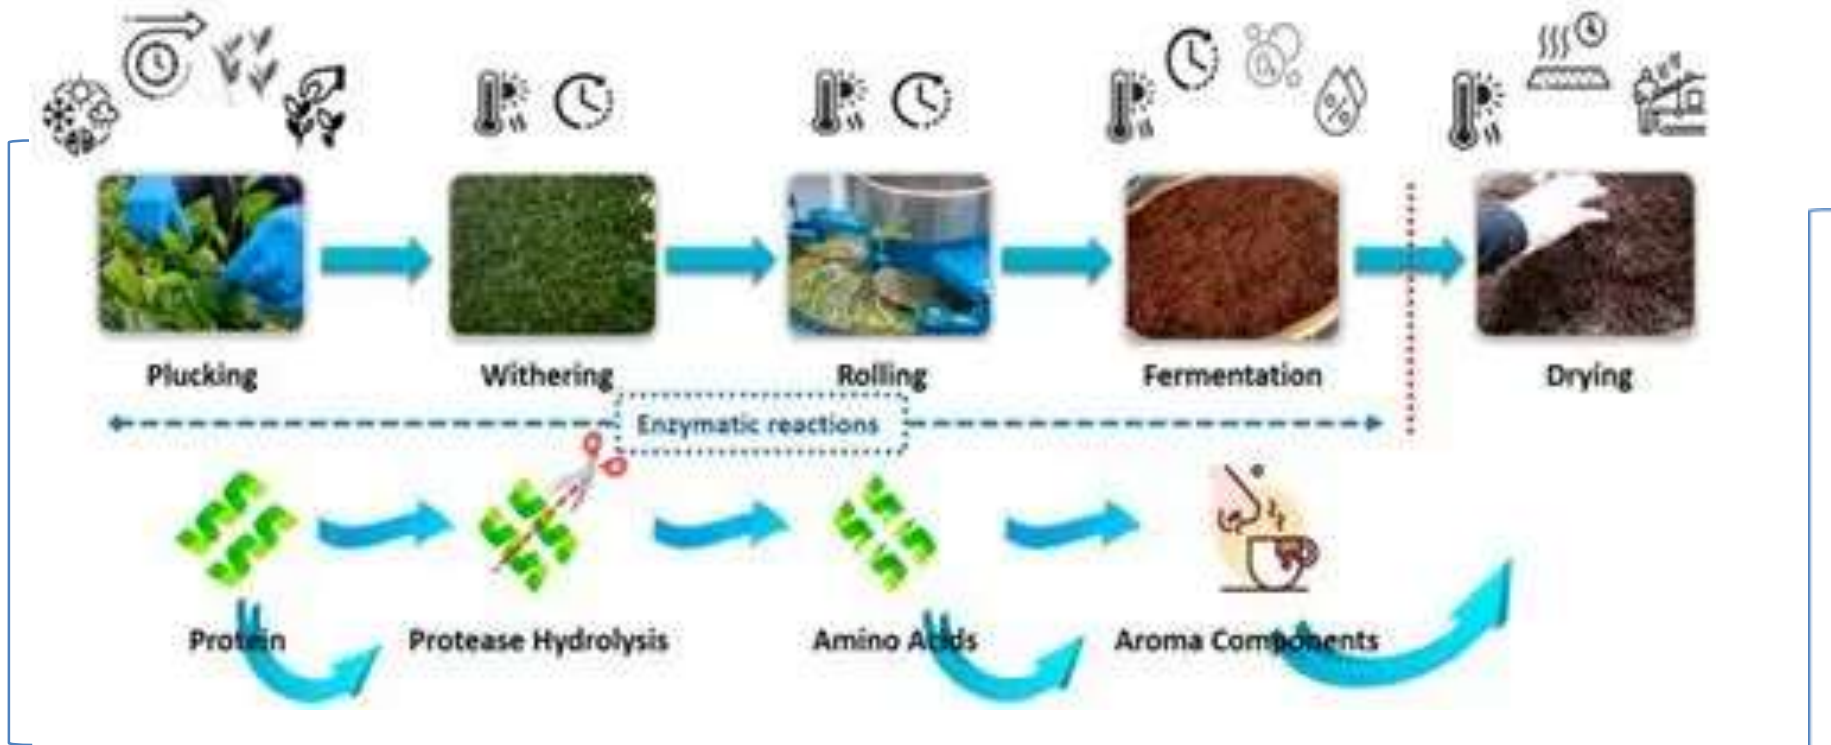 Plucking
Withering
Rolling
Fermentation
Drying
Enzymatic reactions
Protein
Protease Hydrolysis
Amino Acids
Aroma Components